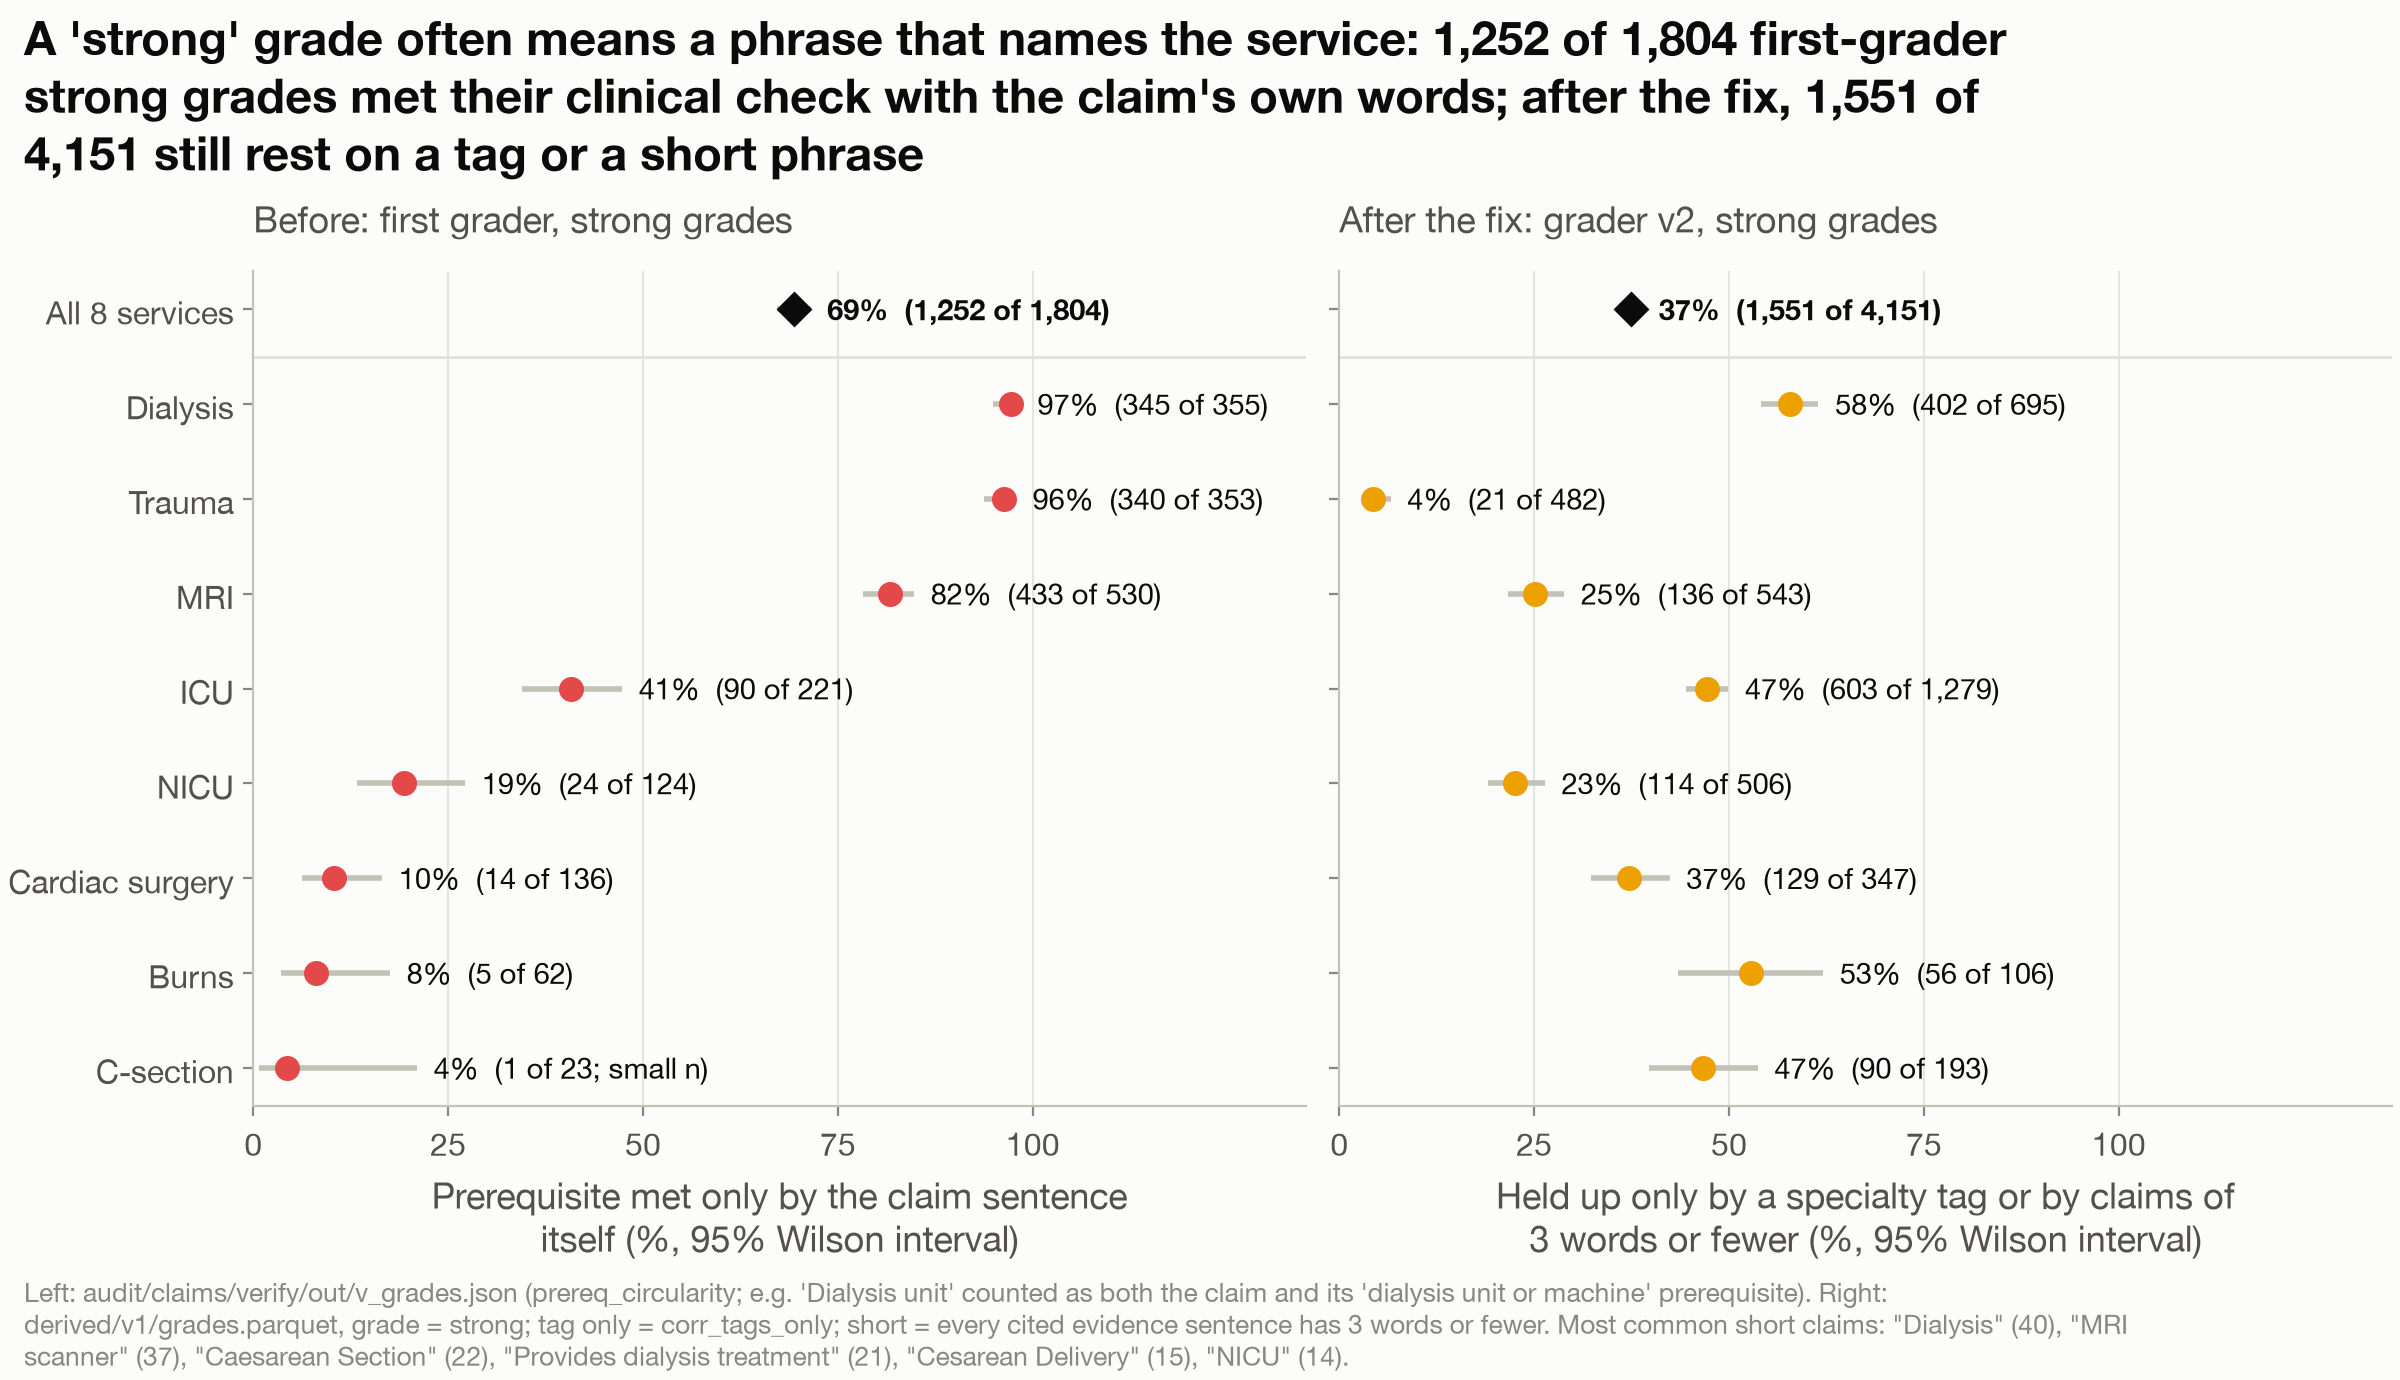 A 'strong' grade often means a phrase that names the service: 1,252 of 1,804 first-grader
strong grades met their clinical check with the claim's own words; after the fix, 1,551 of
4,151 still rest on a tag or a short phrase
Before: first grader, strong grades
All 8 services
69% (1,252 of 1,804)
Dialysis
97% (345 of 355)
Trauma
96% (340 of 353)
MRI
82% (433 of 530)
ICU
41% (90 of 221)
NICU
19% (24 of 124)
Cardiac surgery
10% (14 of 136)
Burns
8% (5 of 62)
C-section
4% (1 of 23; small n)
0 25 50 75 100
Prerequisite met only by the claim sentence
itself (%, 95% Wilson interval)
After the fix: grader v2, strong grades
37% (1,551 of 4,151)
58% (402 of 695)
4% (21 of 482)
25% (136 of 543)
47% (603 of 1,279)
23% (114 of 506)
37% (129 of 347)
53% (56 of 106)
47% (90 of 193)
0 25 50 75 100
Held up only by a specialty tag or by claims of
3 words or fewer (%, 95% Wilson interval)
Left: audit/claims/verify/out/v_grades.json (prereq_circularity; e.g. 'Dialysis unit' counted as both the claim and its 'dialysis unit or machine' prerequisite). Right:
derived/v1/grades.parquet, grade = strong; tag only = corr_tags_only; short = every cited evidence sentence has 3 words or fewer. Most common short claims: "Dialysis" (40), "MRI
scanner" (37), "Caesarean Section" (22), "Provides dialysis treatment" (21), "Cesarean Delivery" (15), "NICU" (14).